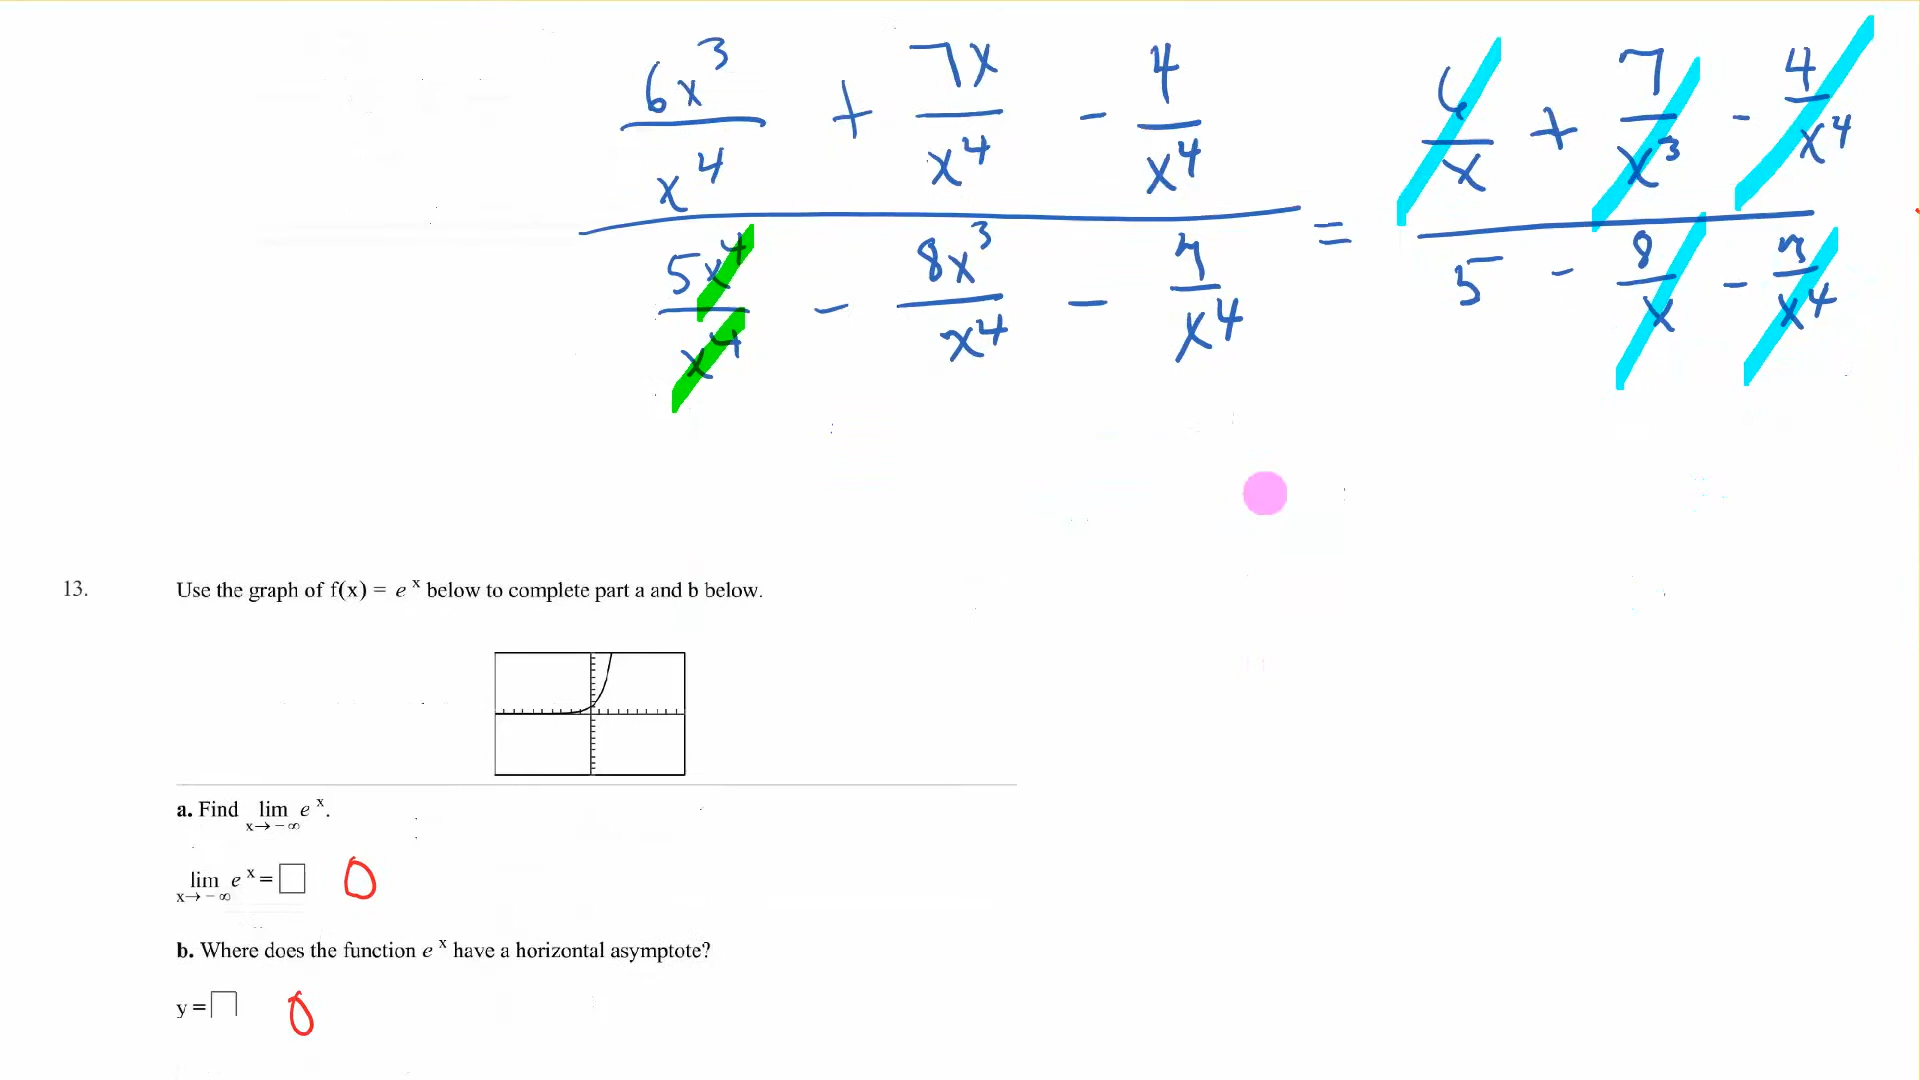 6x³/x⁴ + 7x/x⁴ - 4/x⁴ = 6/x + 7/x³ - 4/x⁴
5x⁴/x⁴ - 8x³/x⁴ - 7/x⁴ 5 - 8/x - 7/x⁴
13. Use the graph of f(x) = e ˣ below to complete part a and b below.
a. Find lim e ˣ.
x→ - ∞
lim e ˣ = □ 0
x→ - ∞
b. Where does the function e ˣ have a horizontal asymptote?
y = □ 0